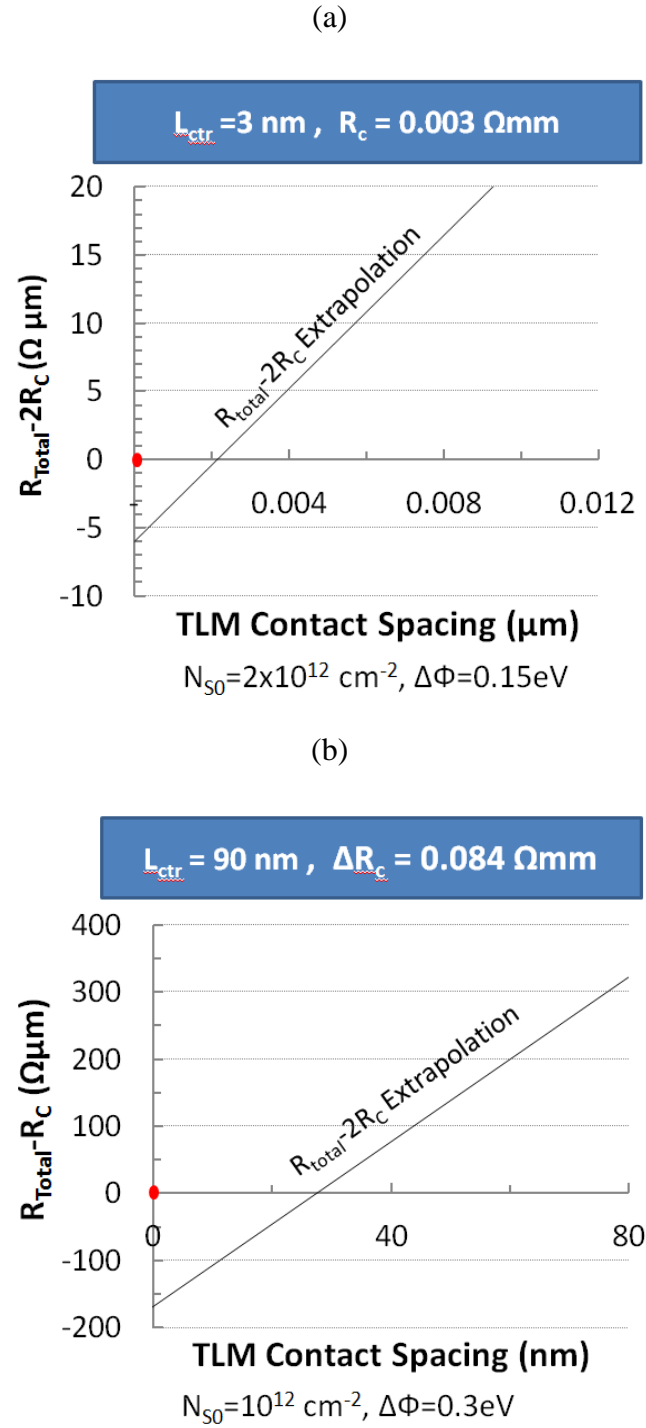 (a)
L_ctr =3 nm , R_c = 0.003 Ωmm
20
15
10
5
0
-5
-10
R_Total-2R_C (Ω μm)
R_total-2R_C Extrapolation
- 0.004 0.008 0.012
TLM Contact Spacing (μm)
N_S0=2x10^12 cm^-2, ΔΦ=0.15eV
(b)
L_ctr = 90 nm , ΔR_c = 0.084 Ωmm
400
300
200
100
0
-100
-200
R_Total-R_C (Ωμm)
R_total-2R_C Extrapolation
0 40 80
TLM Contact Spacing (nm)
N_S0=10^12 cm^-2, ΔΦ=0.3eV